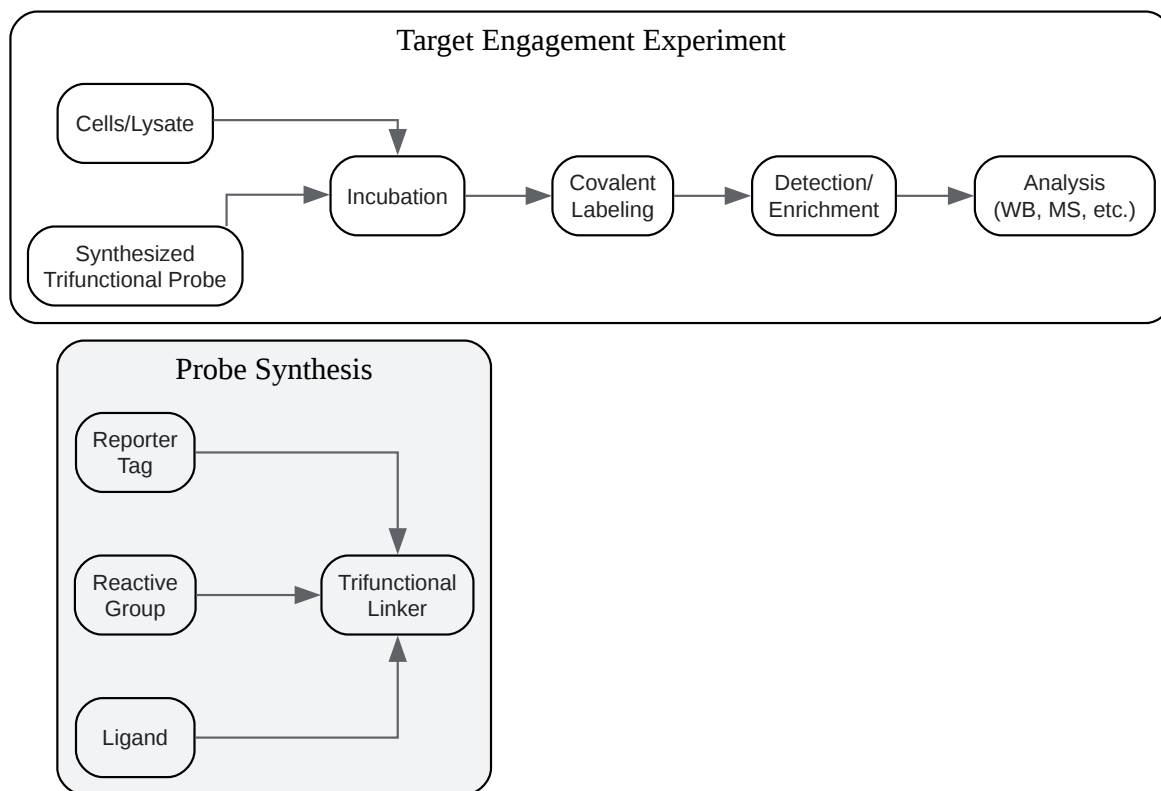 Target Engagement Experiment
Cells/Lysate
Synthesized
Trifunctional Probe
Incubation
Covalent
Labeling
Detection/
Enrichment
Analysis
(WB, MS, etc.)
Probe Synthesis
Reporter
Tag
Reactive
Group
Ligand
Trifunctional
Linker